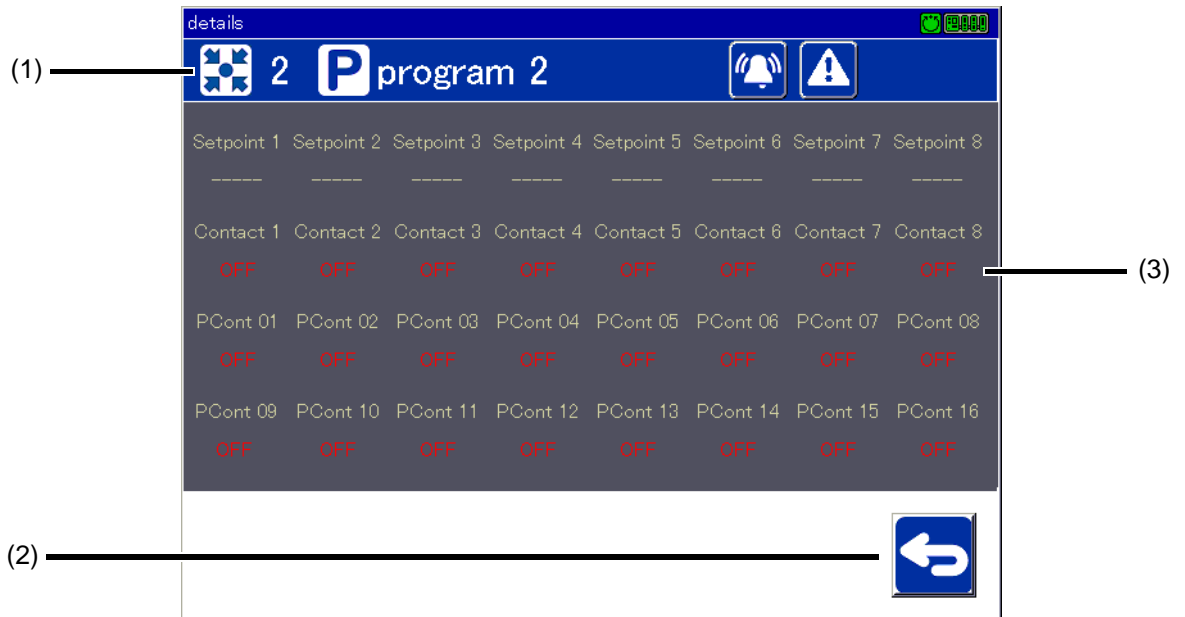 details
(1)
2 P program 2
Setpoint 1 Setpoint 2 Setpoint 3 Setpoint 4 Setpoint 5 Setpoint 6 Setpoint 7 Setpoint 8
----- ----- ----- ----- ----- ----- ----- -----
Contact 1 Contact 2 Contact 3 Contact 4 Contact 5 Contact 6 Contact 7 Contact 8
OFF OFF OFF OFF OFF OFF OFF OFF
(3)
PCont 01 PCont 02 PCont 03 PCont 04 PCont 05 PCont 06 PCont 07 PCont 08
OFF OFF OFF OFF OFF OFF OFF OFF
PCont 09 PCont 10 PCont 11 PCont 12 PCont 13 PCont 14 PCont 15 PCont 16
OFF OFF OFF OFF OFF OFF OFF OFF
(2)